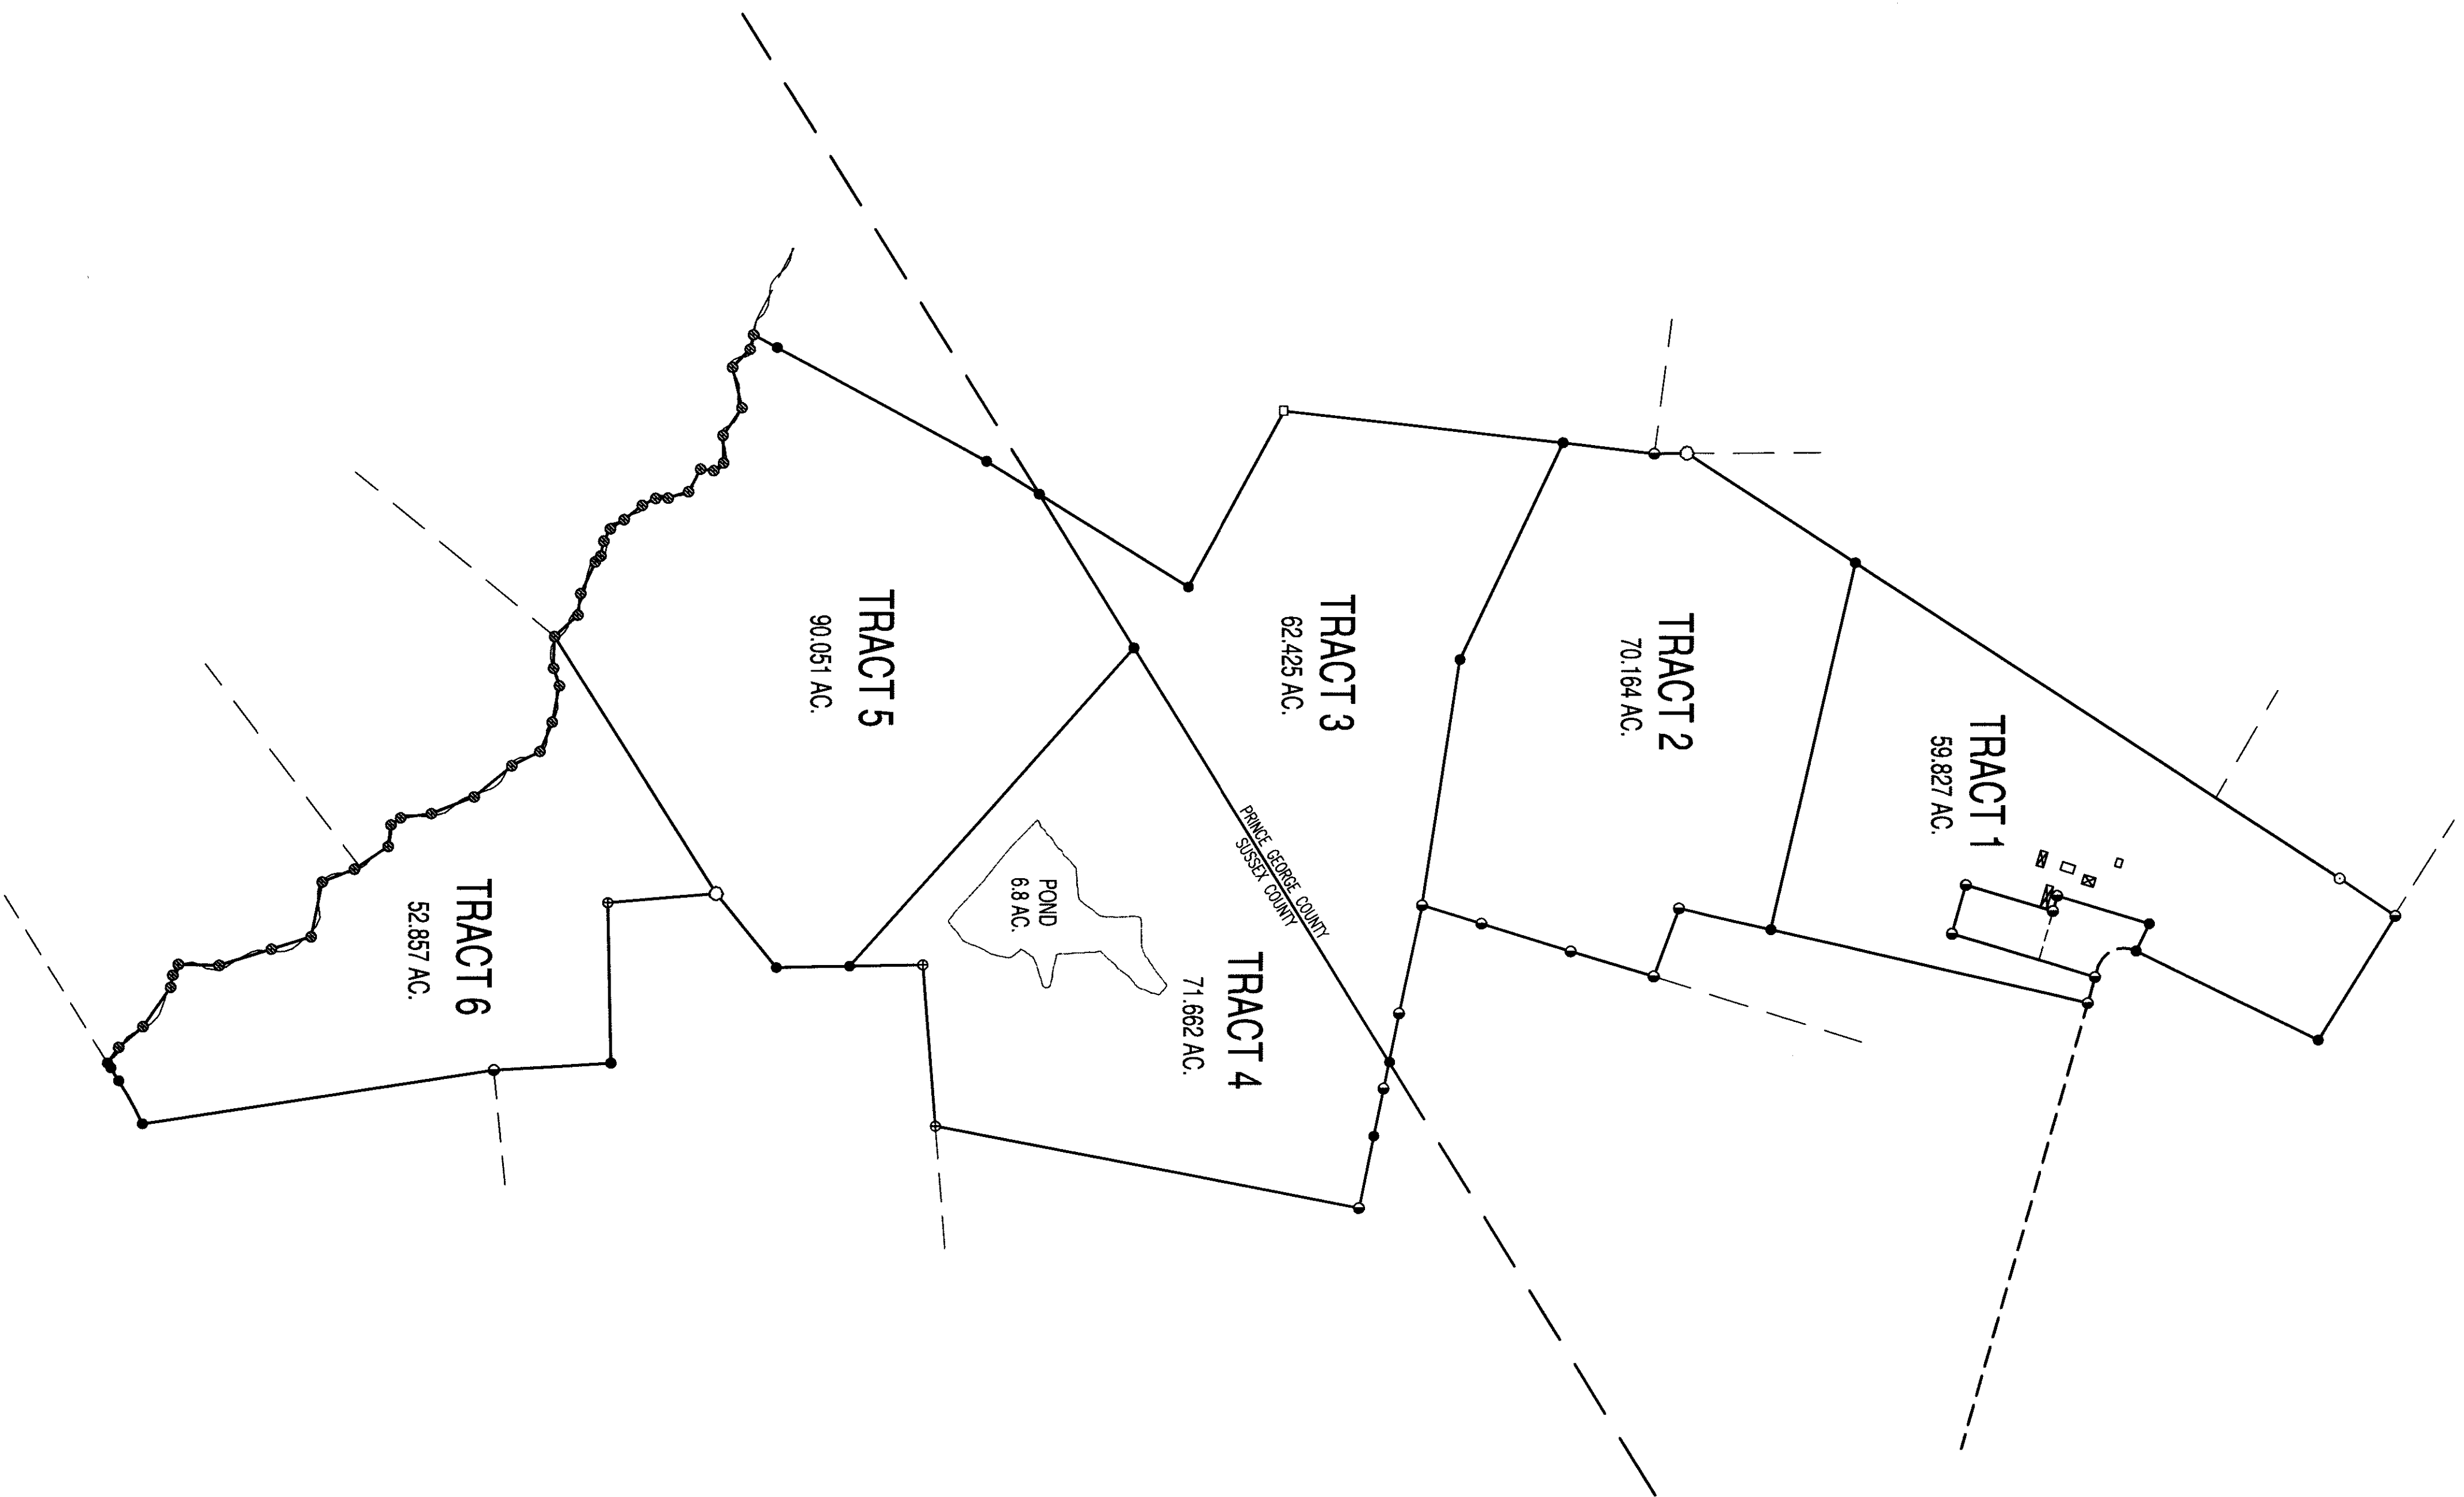 TRACT 1
59.827 AC.
TRACT 2
70.164 AC.
TRACT 3
62.425 AC.
PRINCE GEORGE COUNTY
SUSSEX COUNTY
TRACT 4
71.662 AC.
POND
6.8 AC.
TRACT 5
90.051 AC.
TRACT 6
52.857 AC.